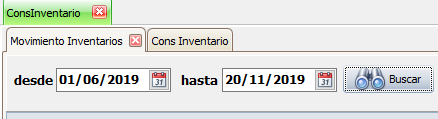 ConsInventario
Movimiento Inventarios Cons Inventario
desde 01/06/2019 hasta 20/11/2019 Buscar